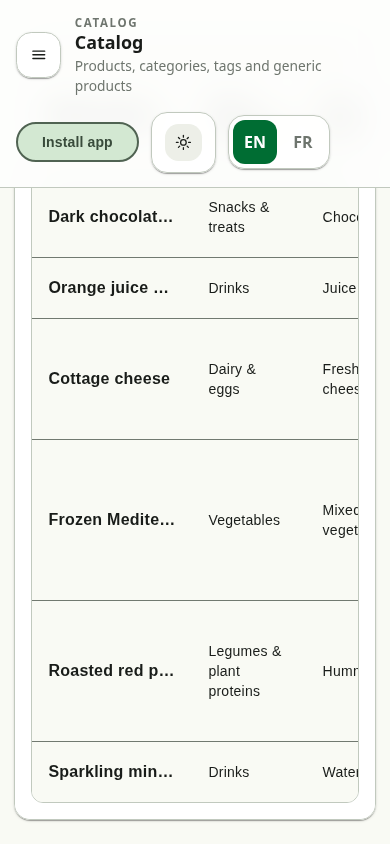 CATALOG
Catalog
Products, categories, tags and generic
products
Install app
EN
FR
Dark chocolat…
Snacks &
treats
Choc
Orange juice …
Drinks
Juice
Cottage cheese
Dairy &
eggs
Fresh
chees
Frozen Medite…
Vegetables
Mixed
veget
Roasted red p…
Legumes &
plant
proteins
Humm
Sparkling min…
Drinks
Water